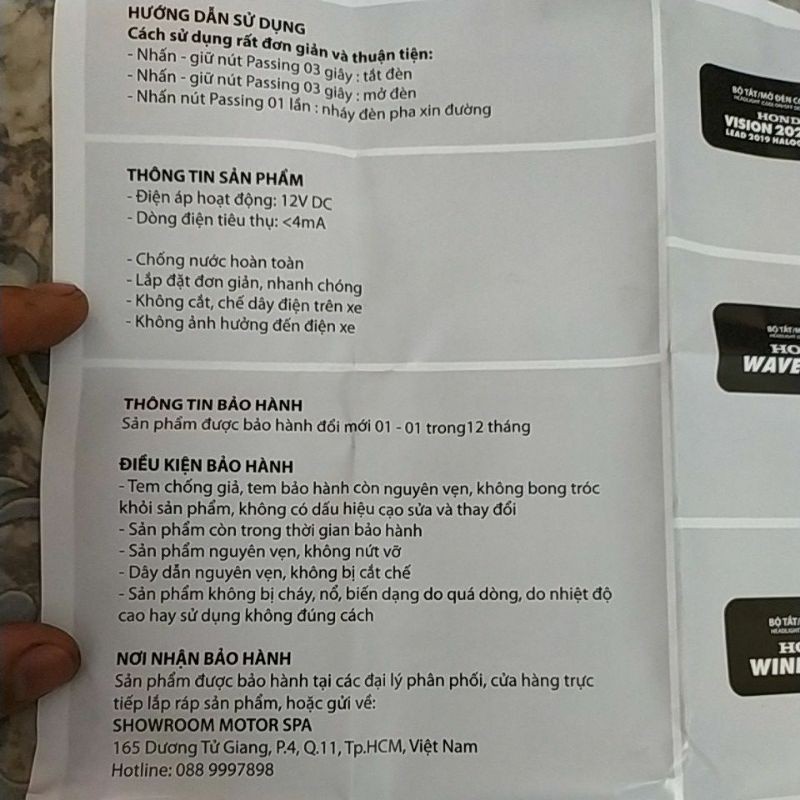 HƯỚNG DẪN SỬ DỤNG
Cách sử dụng rất đơn giản và thuận tiện:
- Nhấn - giữ nút Passing 03 giây : tắt đèn
- Nhấn - giữ nút Passing 03 giây : mở đèn
- Nhấn nút Passing 01 lần : nháy đèn pha xin đường
THÔNG TIN SẢN PHẨM
- Điện áp hoạt động: 12V DC
- Dòng điện tiêu thụ: <4mA
- Chống nước hoàn toàn
- Lắp đặt đơn giản, nhanh chóng
- Không cắt, chế dây điện trên xe
- Không ảnh hưởng đến điện xe
THÔNG TIN BẢO HÀNH
Sản phẩm được bảo hành đổi mới 01 - 01 trong12 tháng
ĐIỀU KIỆN BẢO HÀNH
- Tem chống giả, tem bảo hành còn nguyên vẹn, không bong tróc
khỏi sản phẩm, không có dấu hiệu cạo sửa và thay đổi
- Sản phẩm còn trong thời gian bảo hành
- Sản phẩm nguyên vẹn, không nứt vỡ
- Dây dẫn nguyên vẹn, không bị cắt chế
- Sản phẩm không bị cháy, nổ, biến dạng do quá dòng, do nhiệt độ
cao hay sử dụng không đúng cách
NƠI NHẬN BẢO HÀNH
Sản phẩm được bảo hành tại các đại lý phân phối, cửa hàng trực
tiếp lắp ráp sản phẩm, hoặc gửi về:
SHOWROOM MOTOR SPA
165 Dương Tử Giang, P.4, Q.11, Tp.HCM, Việt Nam
Hotline: 088 9997898
BỘ TẮT/MỞ ĐÈN
VISION
LEAD 2019
BỘ TẮT/
WAVE
BỘ TẮT/